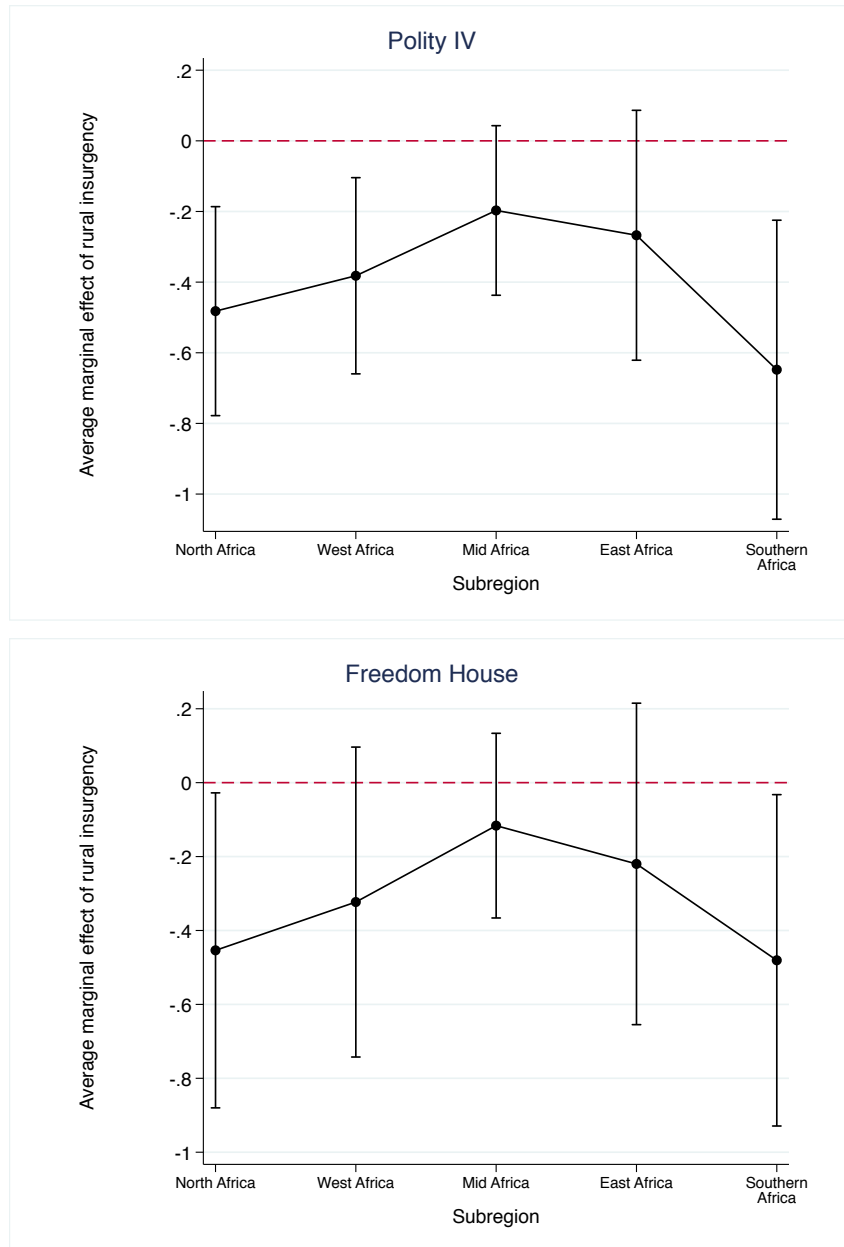 Polity IV
Average marginal effect of rural insurgency
.2
0
-.2
-.4
-.6
-.8
-1
North Africa
West Africa
Mid Africa
East Africa
Southern
Africa
Subregion
Freedom House
Average marginal effect of rural insurgency
.2
0
-.2
-.4
-.6
-.8
-1
North Africa
West Africa
Mid Africa
East Africa
Southern
Africa
Subregion